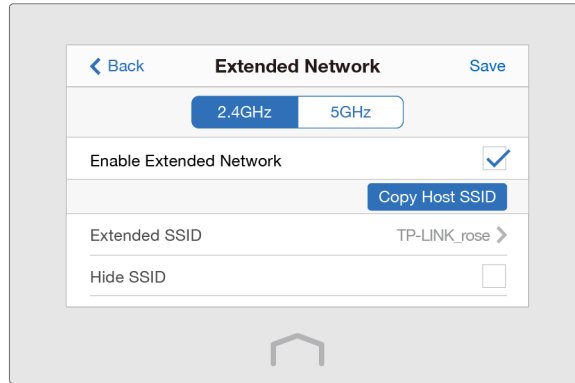 Back Extended Network Save
2.4GHz 5GHz
Enable Extended Network
Copy Host SSID
Extended SSID TP-LINK_rose
Hide SSID